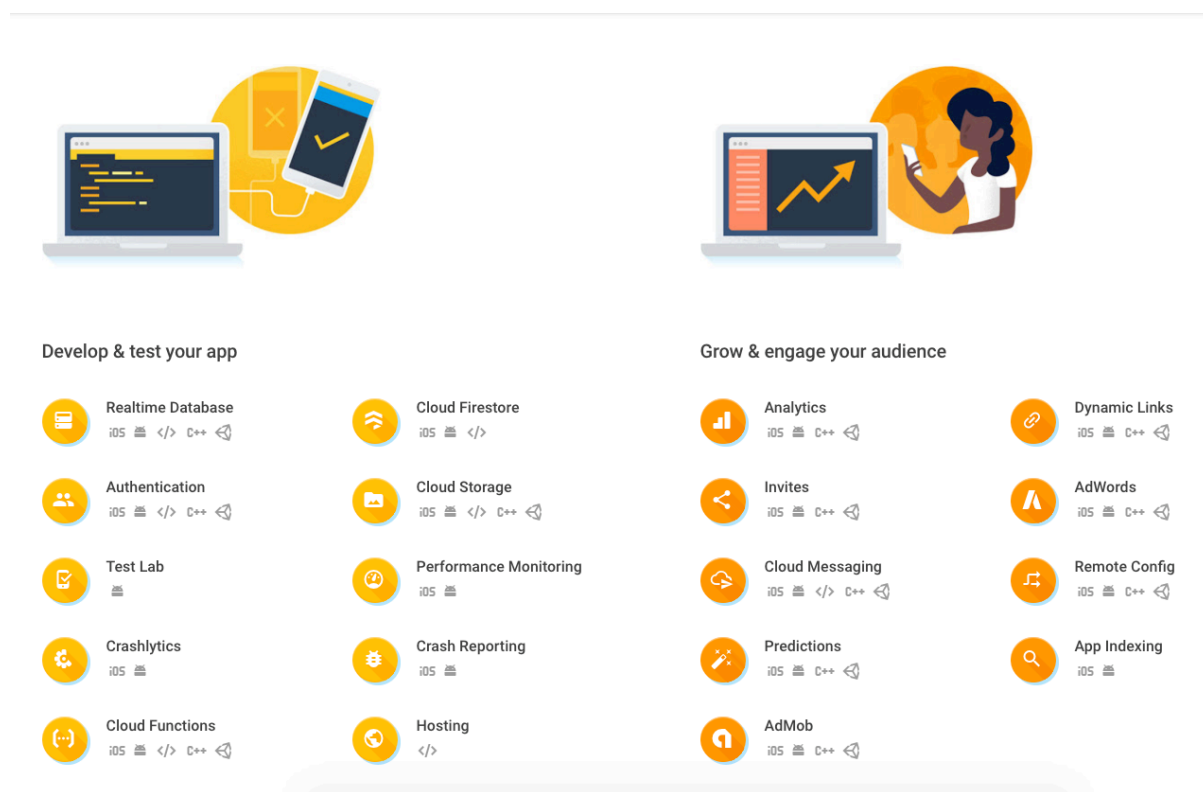 Develop & test your app
Realtime Database
iOS </> C++
Authentication
iOS </> C++
Test Lab
Crashlytics
iOS
Cloud Functions
iOS </> C++
Cloud Firestore
iOS </>
Cloud Storage
iOS </> C++
Performance Monitoring
iOS
Crash Reporting
iOS
Hosting
</>
Grow & engage your audience
Analytics
iOS C++
Invites
iOS C++
Cloud Messaging
iOS </> C++
Predictions
iOS C++
AdMob
iOS C++
Dynamic Links
iOS C++
AdWords
iOS C++
Remote Config
iOS C++
App Indexing
iOS